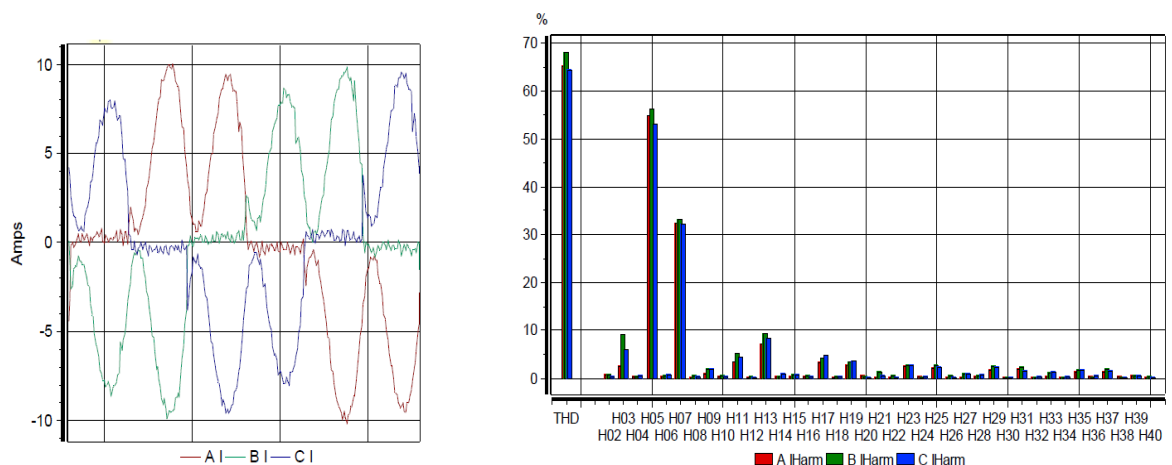 Amps
10
5
0
-5
-10
A I B I C I
%
70
60
50
40
30
20
10
0
THD H03 H05 H07 H09 H11 H13 H15 H17 H19 H21 H23 H25 H27 H29 H31 H33 H35 H37 H39
H02 H04 H06 H08 H10 H12 H14 H16 H18 H20 H22 H24 H26 H28 H30 H32 H34 H36 H38 H40
A IHarm B IHarm C IHarm